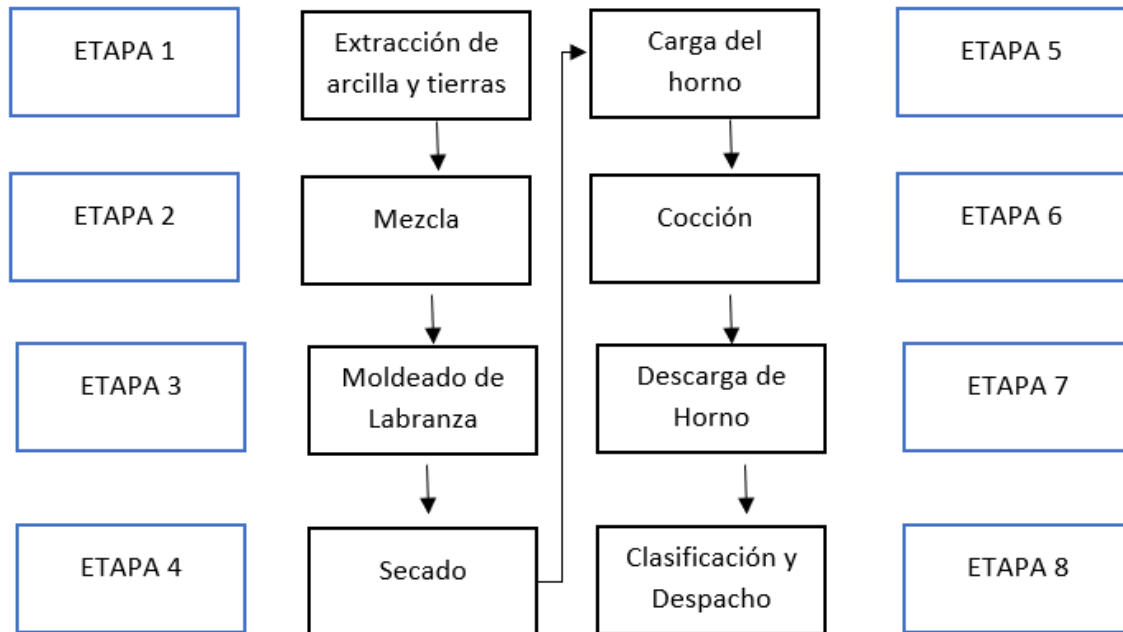 ETAPA 1
Extracción de
arcilla y tierras
Carga del
horno
ETAPA 5
ETAPA 2
Mezcla
Cocción
ETAPA 6
ETAPA 3
Moldeado de
Labranza
Descarga de
Horno
ETAPA 7
ETAPA 4
Secado
Clasificación y
Despacho
ETAPA 8